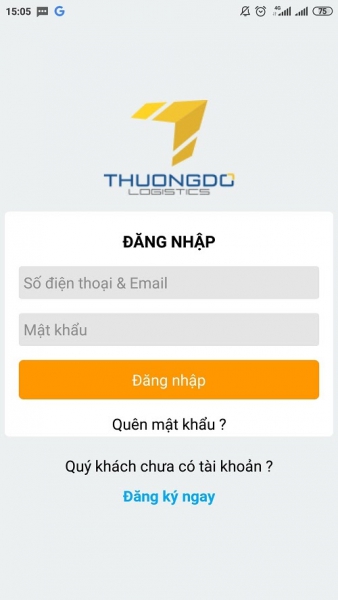 15:05
4G
75
THUONGDO
LOGISTICS
ĐĂNG NHẬP
Số điện thoại & Email
Mật khẩu
Đăng nhập
Quên mật khẩu ?
Quý khách chưa có tài khoản ?
Đăng ký ngay